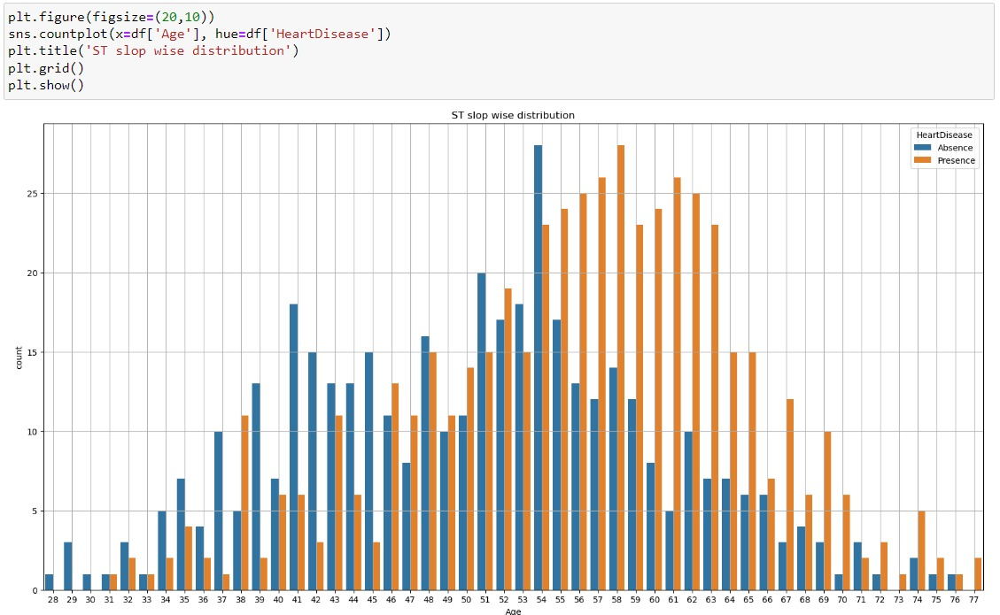 plt.figure(figsize=(20,10))
sns.countplot(x=df['Age'], hue=df['HeartDisease'])
plt.title('ST slop wise distribution')
plt.grid()
plt.show()
ST slop wise distribution
HeartDisease
Absence
Presence
25
20
15
10
5
0
count
28 29 30 31 32 33 34 35 36 37 38 39 40 41 42 43 44 45 46 47 48 49 50 51 52 53 54 55 56 57 58 59 60 61 62 63 64 65 66 67 68 69 70 71 72 73 74 75 76 77
Age